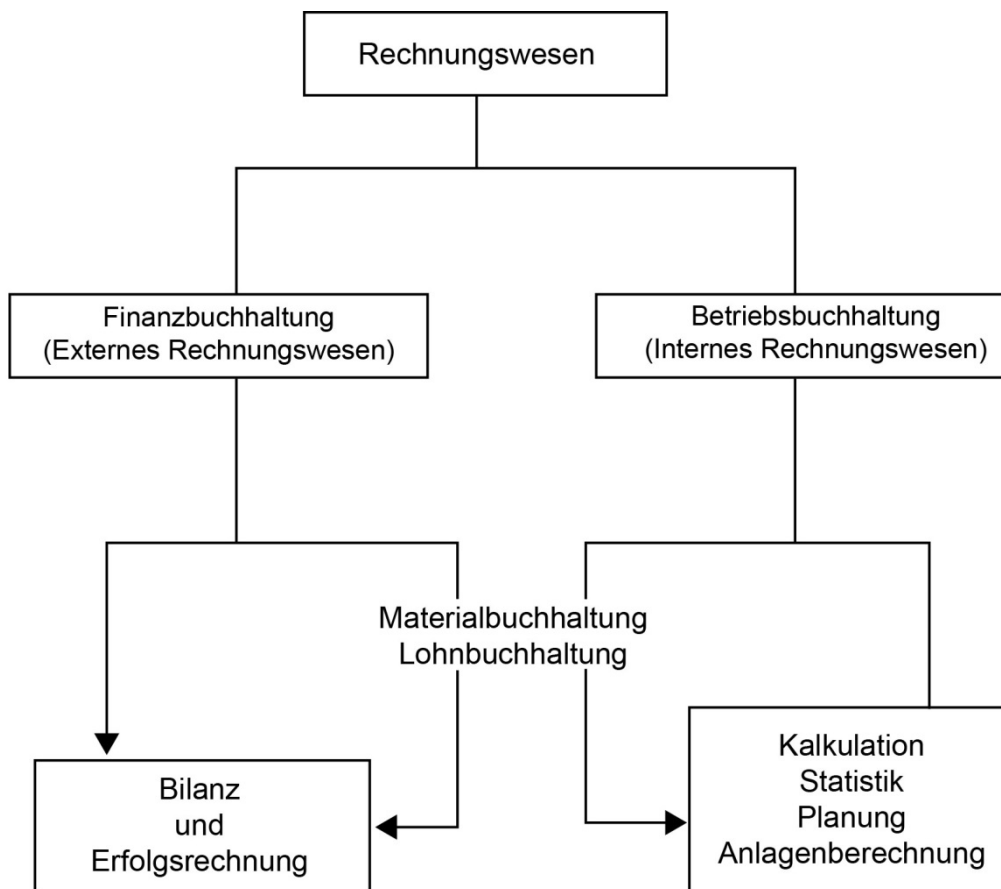 Rechnungswesen
Finanzbuchhaltung
(Externes Rechnungswesen)
Betriebsbuchhaltung
(Internes Rechnungswesen)
Materialbuchhaltung
Lohnbuchhaltung
Bilanz
und
Erfolgsrechnung
Kalkulation
Statistik
Planung
Anlagenberechnung